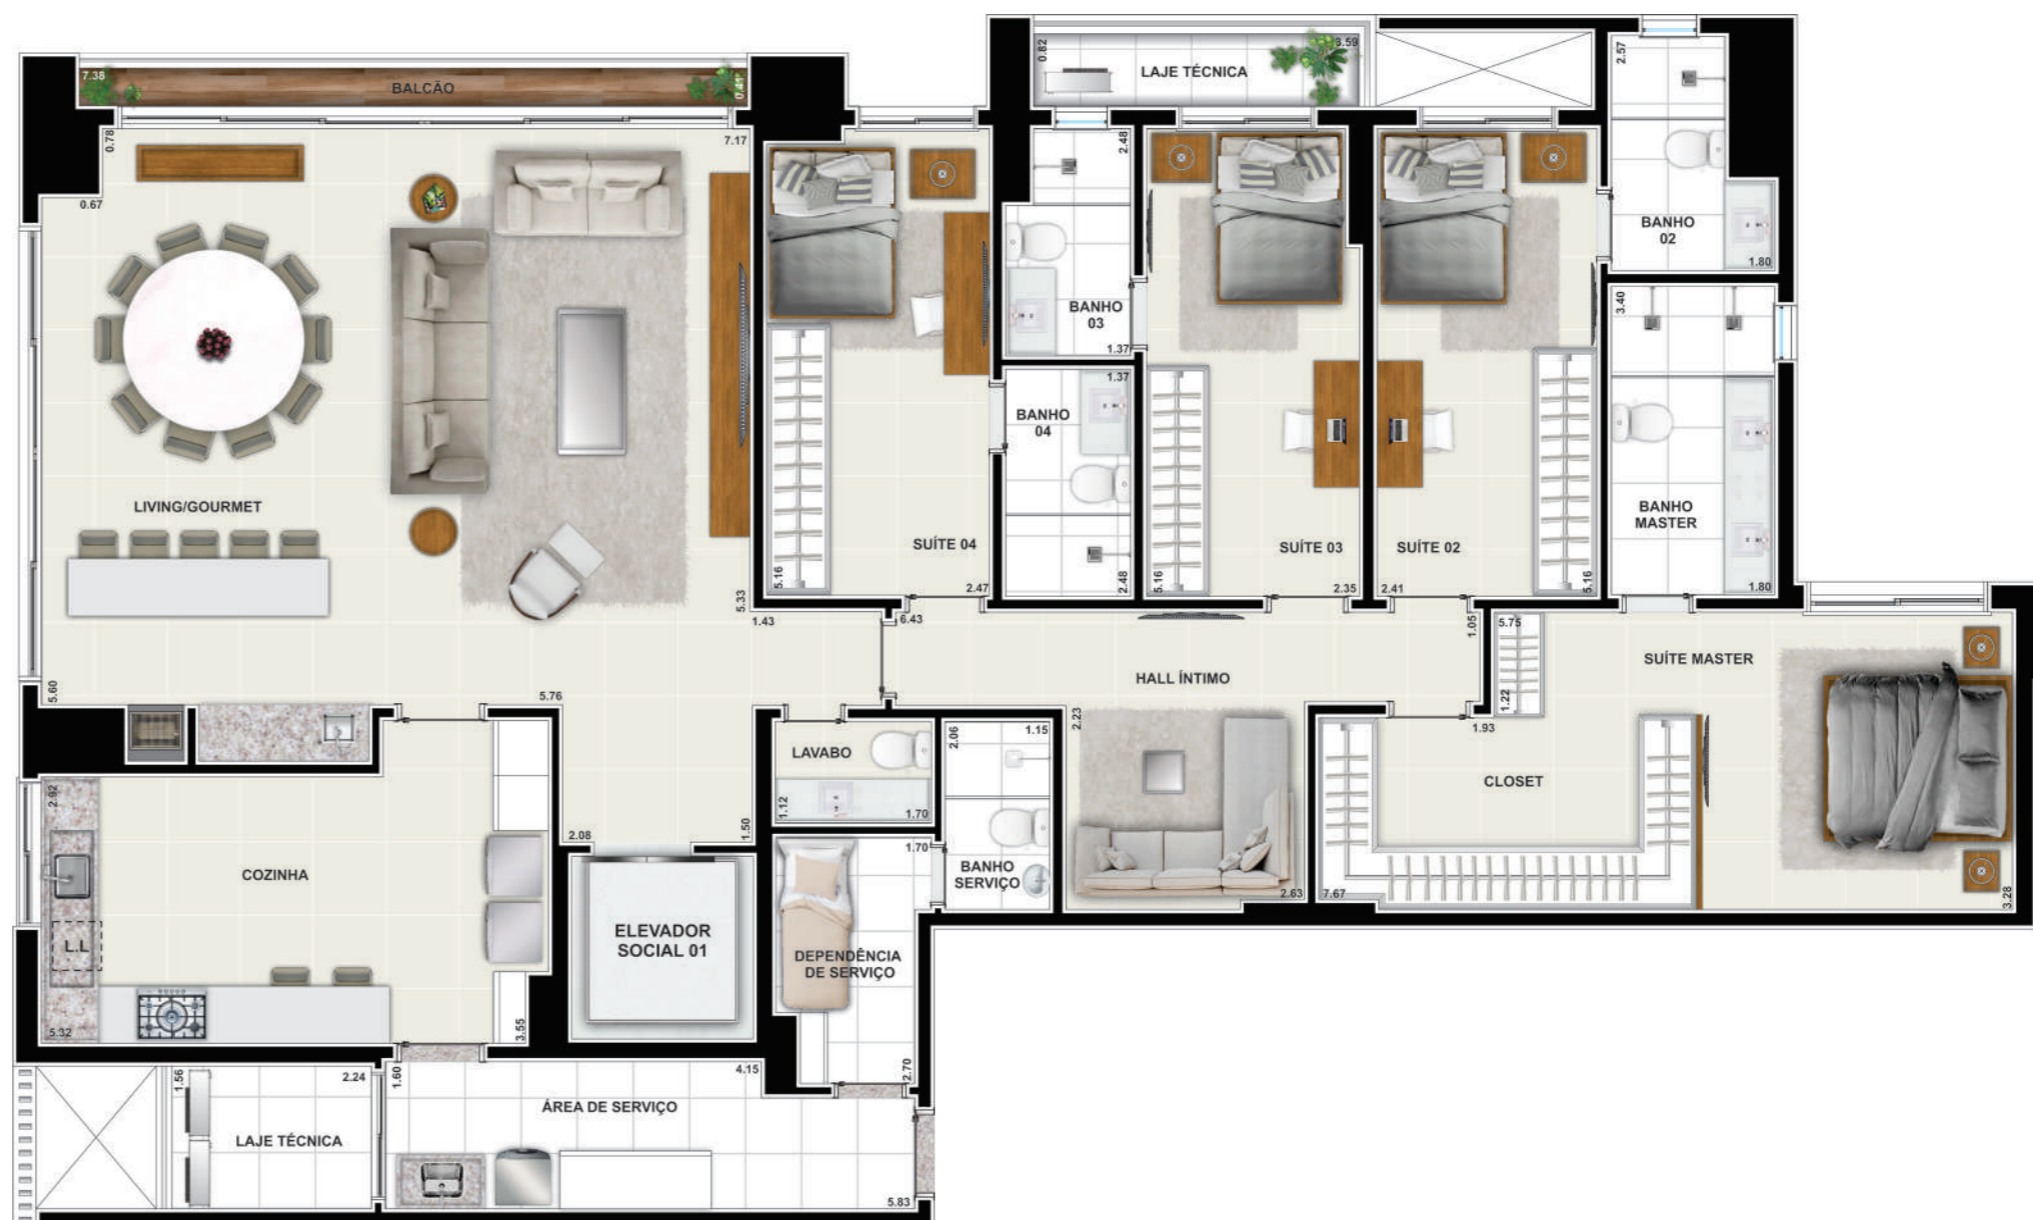 7.38
BALCÃO
0.41
0.82
LAJE TÉCNICA
3.59
2.57
BANHO
02
1.80
0.78
7.17
0.67
LIVING/GOURMET
5.33
1.43
5.60
5.76
5.16
SUÍTE 04
2.47
2.48
BANHO
03
1.37
1.37
BANHO
04
2.48
5.16
SUÍTE 03
2.35
SUÍTE 02
2.41
5.16
3.40
BANHO
MASTER
1.80
6.43
HALL ÍNTIMO
1.05
5.75
SUÍTE MASTER
1.22
1.93
CLOSET
7.67
3.28
2.23
2.63
LAVABO
1.12
1.70
2.06
1.15
BANHO
SERVIÇO
2.08
1.50
ELEVADOR
SOCIAL 01
1.70
DEPENDÊNCIA
DE SERVIÇO
2.70
2.92
COZINHA
L.L
5.32
3.55
1.56
2.24
LAJE TÉCNICA
1.60
4.15
ÁREA DE SERVIÇO
5.83